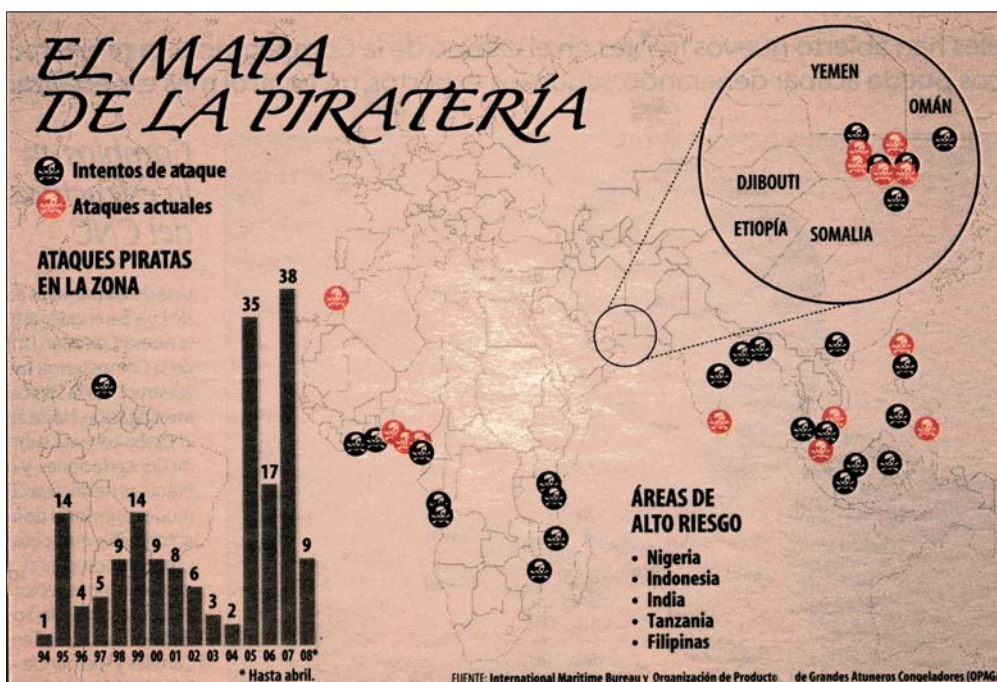 EL MAPA
DE LA PIRATERÍA
Intentos de ataque
Ataques actuales
ATAQUES PIRATAS
EN LA ZONA
1
14
4
5
9
14
9
8
6
3
2
35
17
38
9
94 95 96 97 98 99 00 01 02 03 04 05 06 07 08*
* Hasta abril.
YEMEN
OMÁN
DJIBOUTI
ETIOPÍA
SOMALIA
ÁREAS DE
ALTO RIESGO
• Nigeria
• Indonesia
• India
• Tanzania
• Filipinas
FUENTE: International Maritime Bureau y Organización de Producto de Grandes Atuneros Congeladores (OPAG